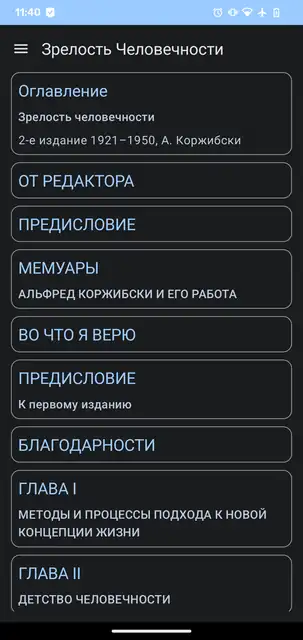 11:40
Зрелость Человечности
Оглавление
Зрелость человечности
2-е издание 1921–1950, А. Коржибски
ОТ РЕДАКТОРА
ПРЕДИСЛОВИЕ
МЕМУАРЫ
АЛЬФРЕД КОРЖИБСКИ И ЕГО РАБОТА
ВО ЧТО Я ВЕРЮ
ПРЕДИСЛОВИЕ
К первому изданию
БЛАГОДАРНОСТИ
ГЛАВА I
МЕТОДЫ И ПРОЦЕССЫ ПОДХОДА К НОВОЙ
КОНЦЕПЦИИ ЖИЗНИ
ГЛАВА II
ДЕТСТВО ЧЕЛОВЕЧНОСТИ